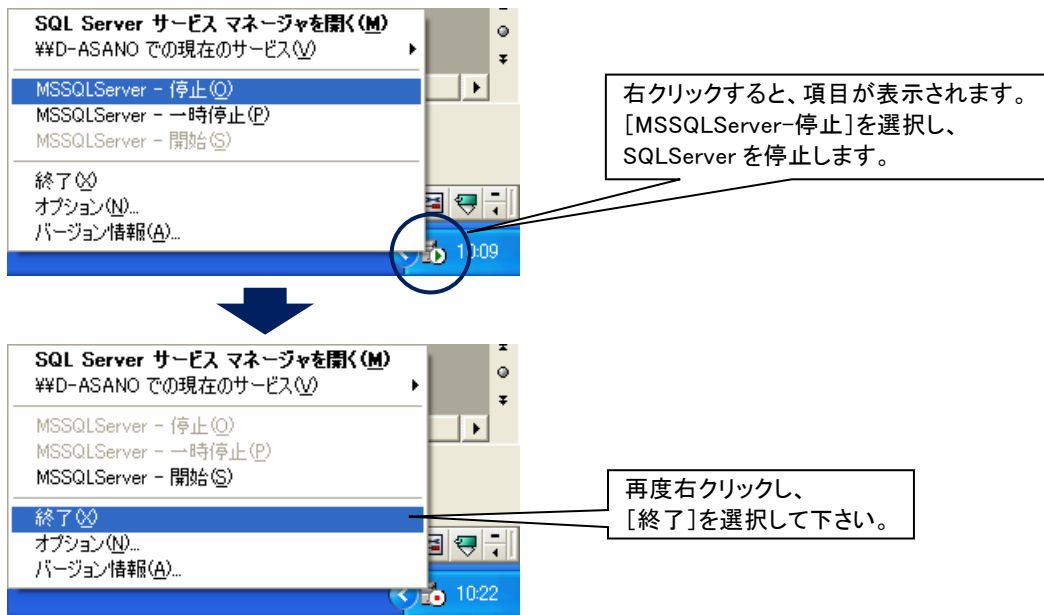 SQL Server サービス マネージャを開く(M)
¥¥D-ASANO での現在のサービス(V)
MSSQLServer - 停止(O)
MSSQLServer - 一時停止(P)
MSSQLServer - 開始(S)
終了(X)
オプション(N)...
バージョン情報(A)...
10:09
右クリックすると、項目が表示されます。
[MSSQLServer-停止]を選択し、
SQLServer を停止します。
SQL Server サービス マネージャを開く(M)
¥¥D-ASANO での現在のサービス(V)
MSSQLServer - 停止(O)
MSSQLServer - 一時停止(P)
MSSQLServer - 開始(S)
終了(X)
オプション(N)...
バージョン情報(A)...
10:22
再度右クリックし、
[終了]を選択して下さい。